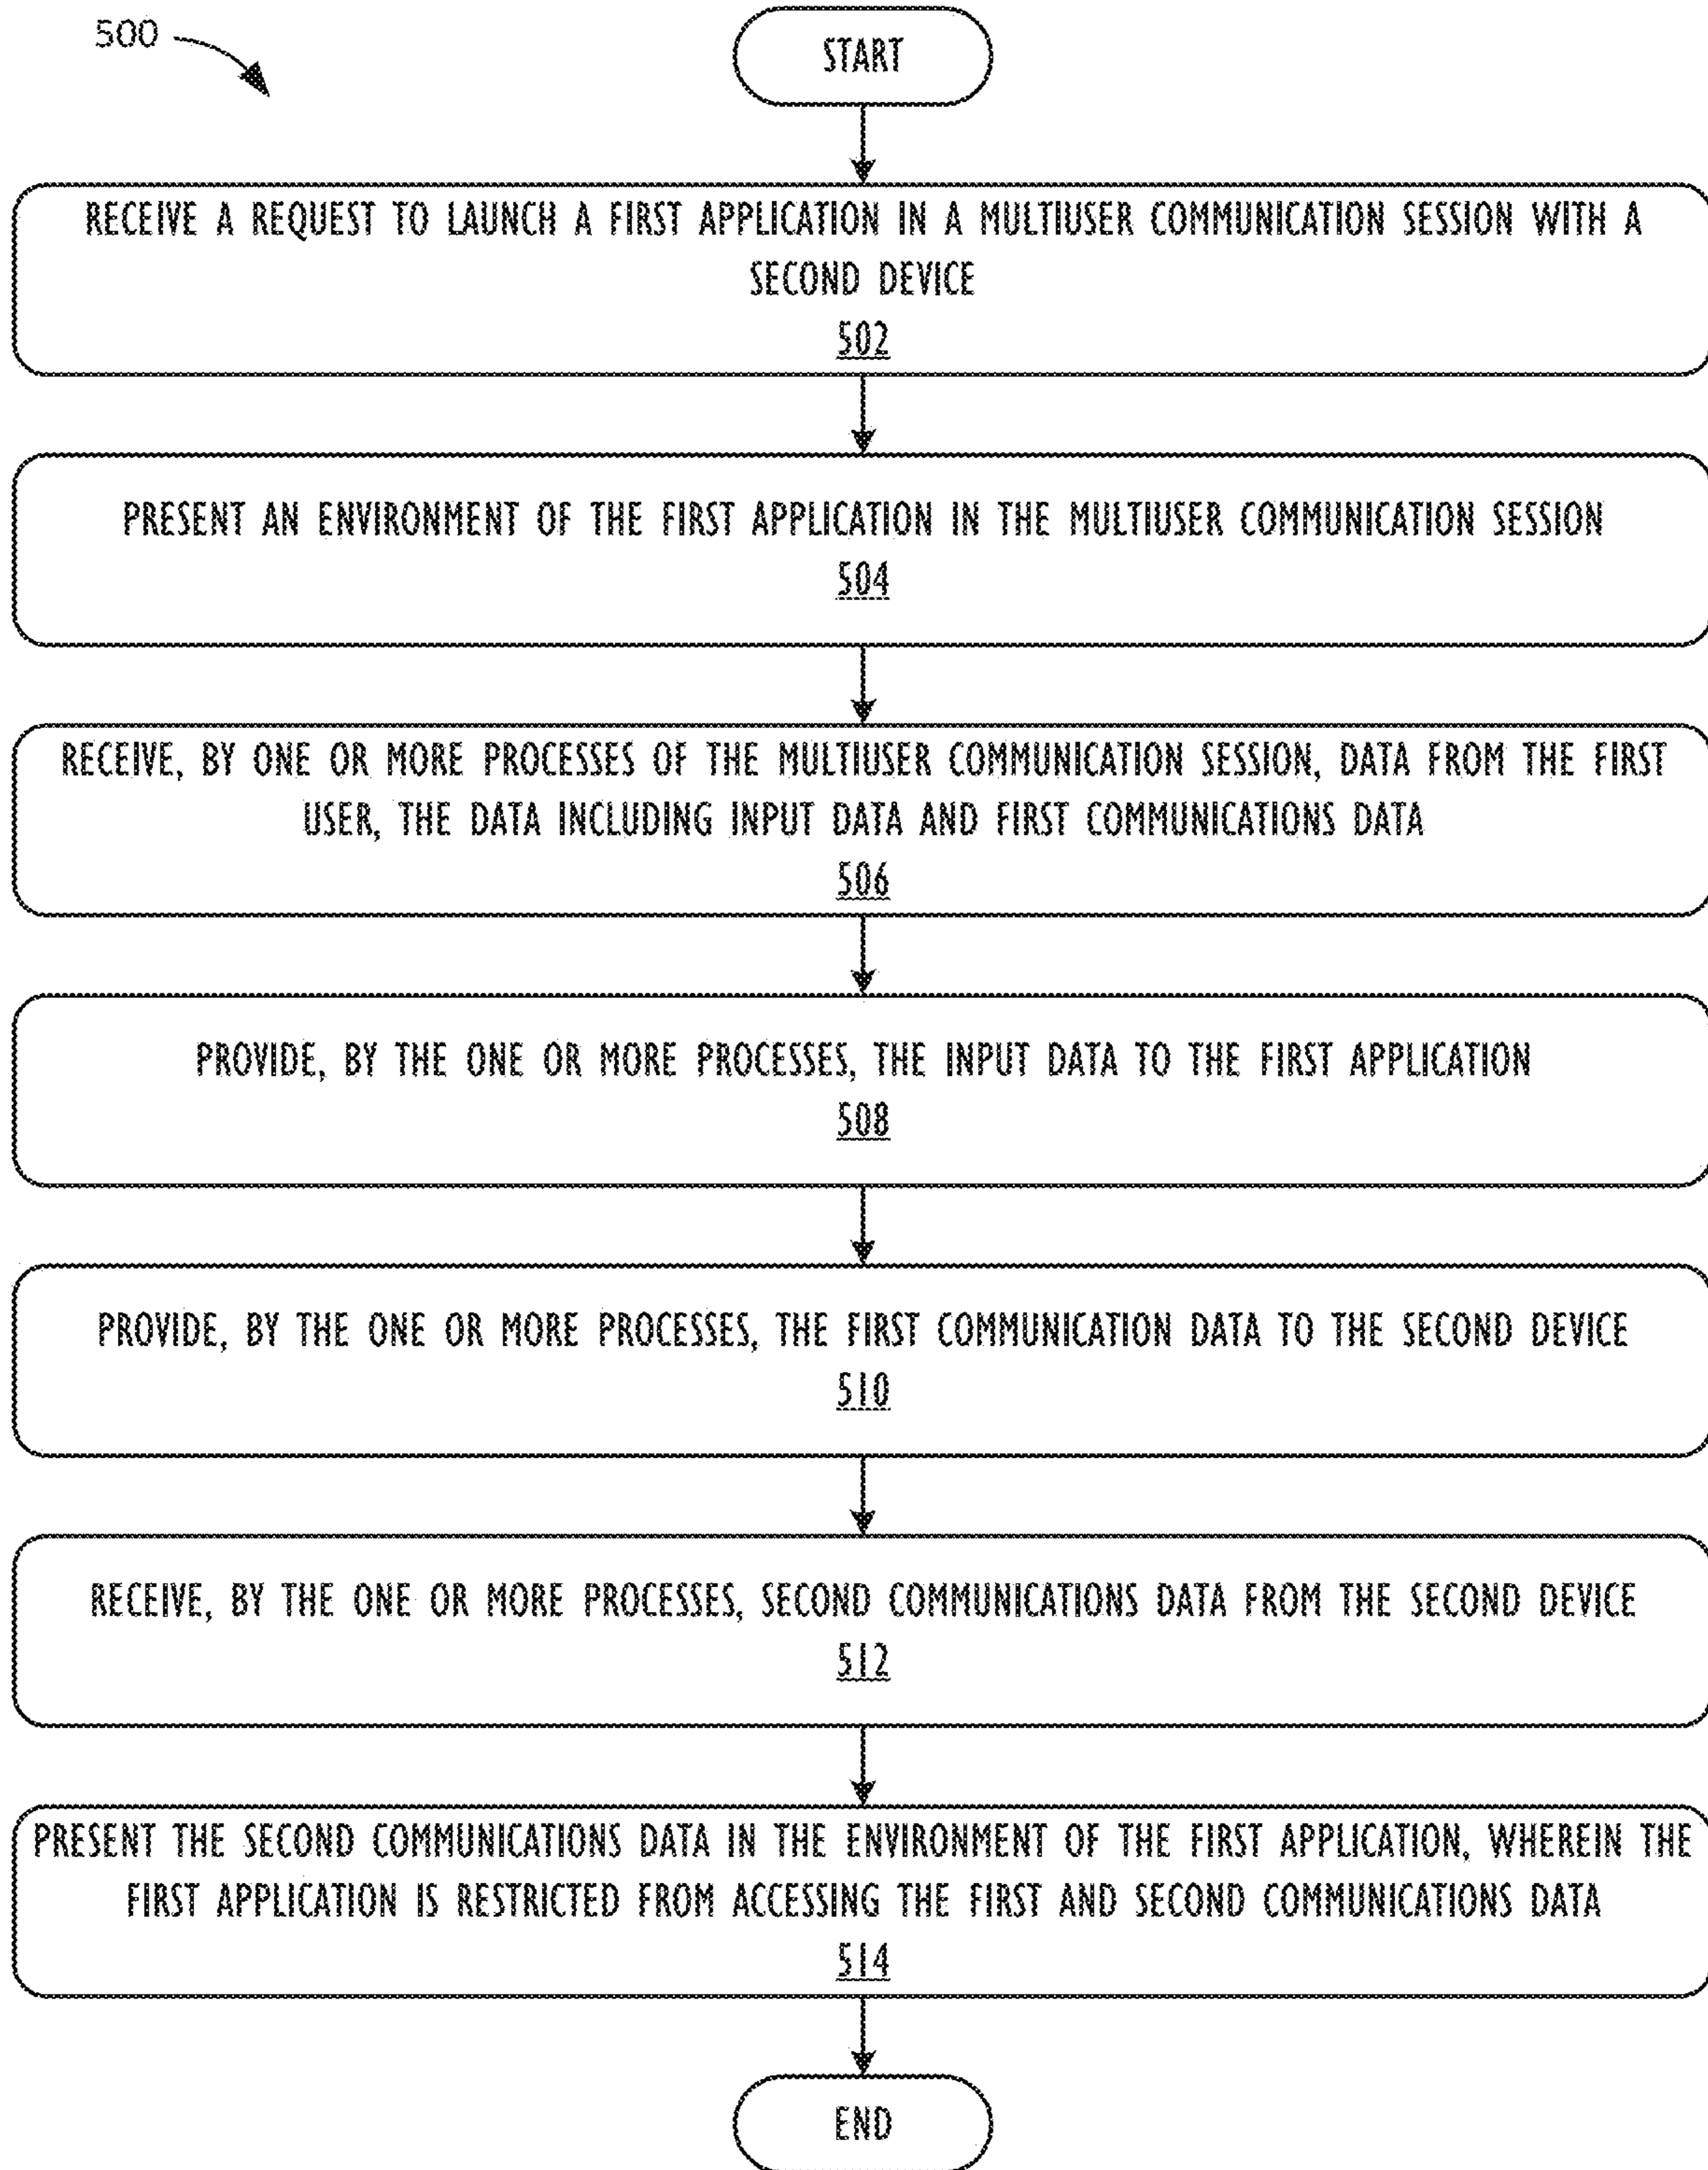 500
START
RECEIVE A REQUEST TO LAUNCH A FIRST APPLICATION IN A MULTIUSER COMMUNICATION SESSION WITH A
SECOND DEVICE
502
PRESENT AN ENVIRONMENT OF THE FIRST APPLICATION IN THE MULTIUSER COMMUNICATION SESSION
504
RECEIVE, BY ONE OR MORE PROCESSES OF THE MULTIUSER COMMUNICATION SESSION, DATA FROM THE FIRST
USER, THE DATA INCLUDING INPUT DATA AND FIRST COMMUNICATIONS DATA
506
PROVIDE, BY THE ONE OR MORE PROCESSES, THE INPUT DATA TO THE FIRST APPLICATION
508
PROVIDE, BY THE ONE OR MORE PROCESSES, THE FIRST COMMUNICATION DATA TO THE SECOND DEVICE
510
RECEIVE, BY THE ONE OR MORE PROCESSES, SECOND COMMUNICATIONS DATA FROM THE SECOND DEVICE
512
PRESENT THE SECOND COMMUNICATIONS DATA IN THE ENVIRONMENT OF THE FIRST APPLICATION, WHEREIN THE
FIRST APPLICATION IS RESTRICTED FROM ACCESSING THE FIRST AND SECOND COMMUNICATIONS DATA
514
END